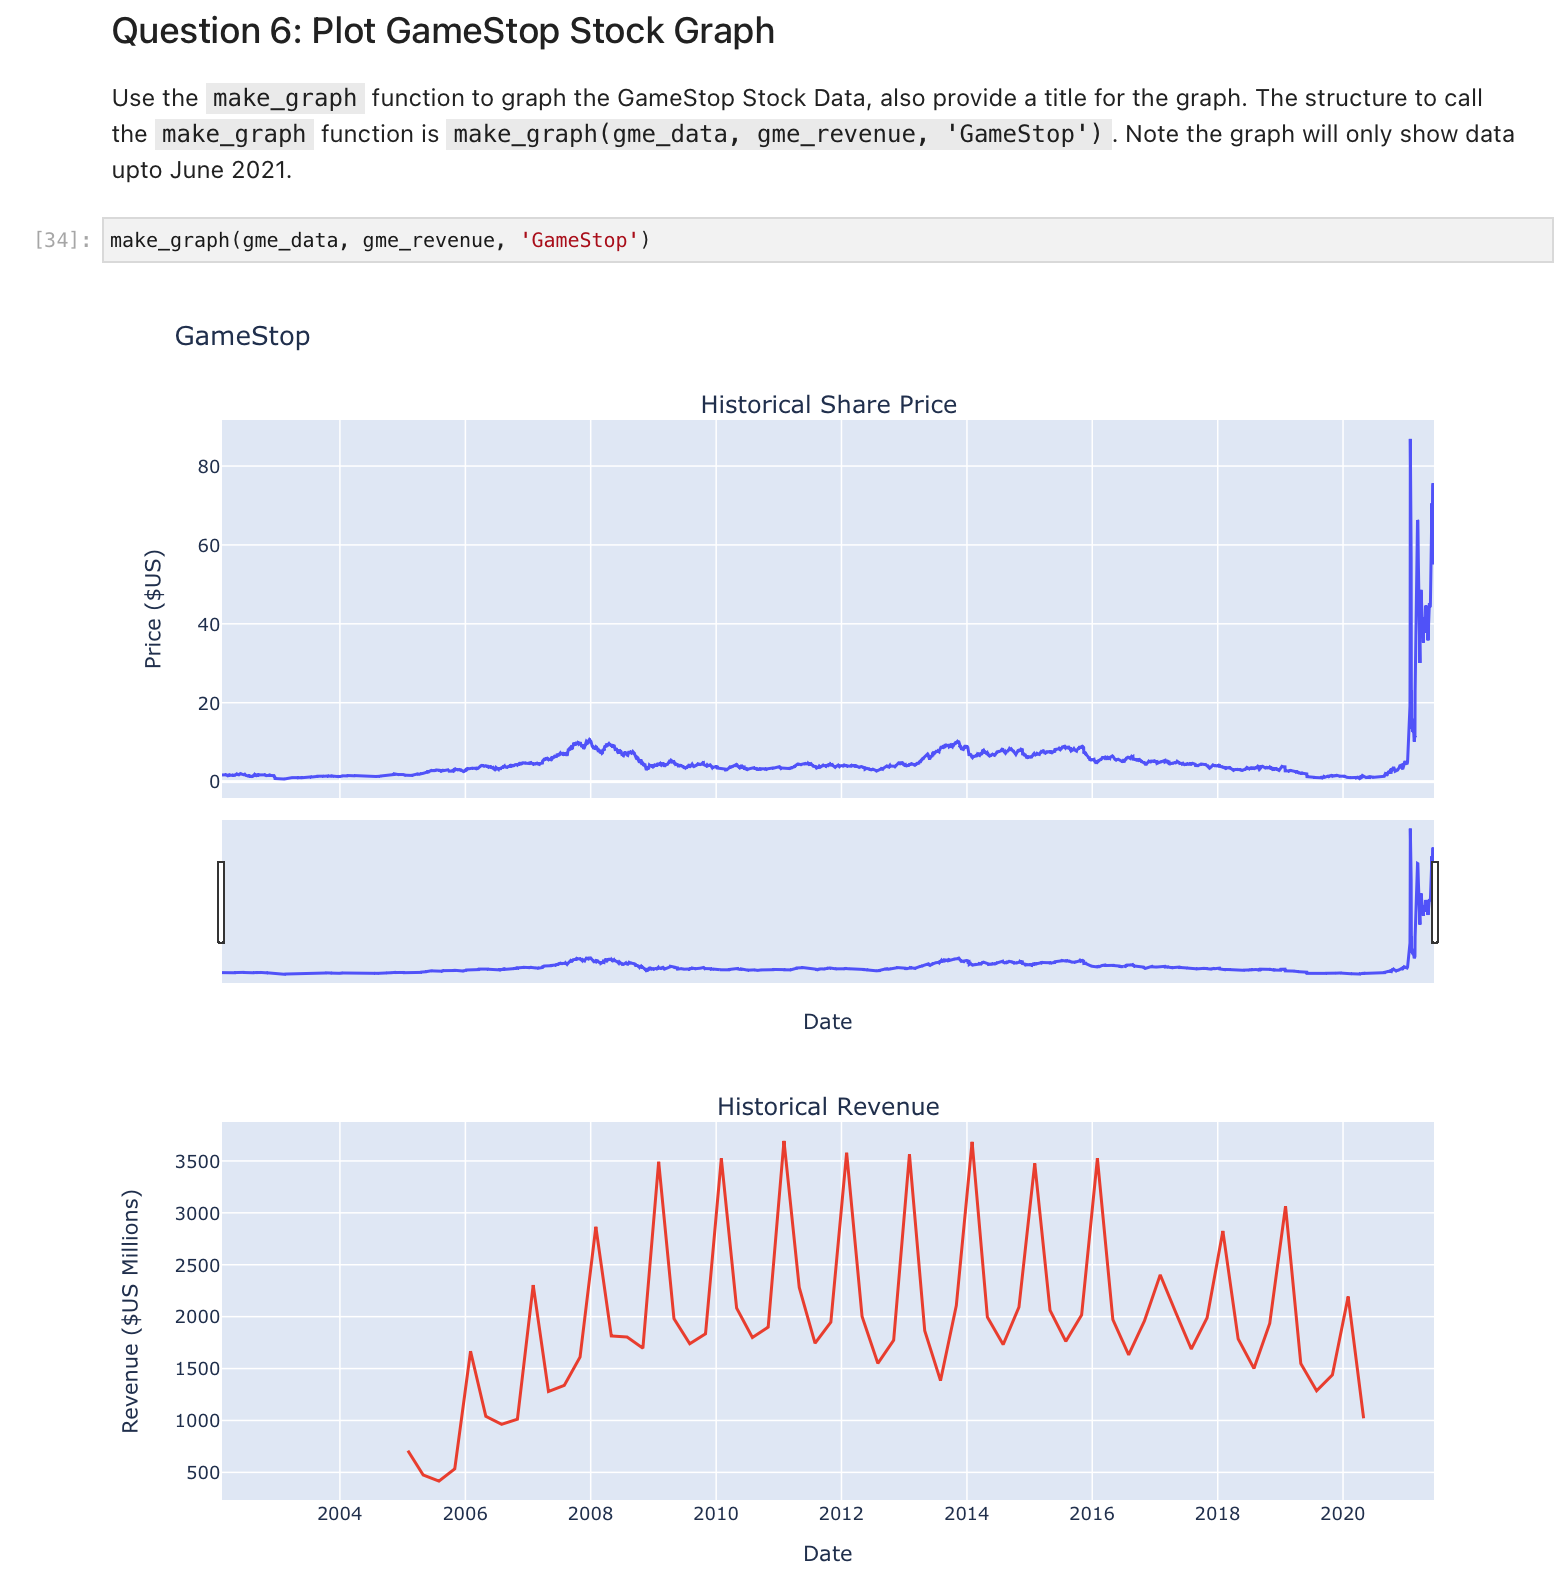 Question 6: Plot GameStop Stock Graph
Use the make_graph function to graph the GameStop Stock Data, also provide a title for the graph. The structure to call
the make_graph function is make_graph(gme_data, gme_revenue, 'GameStop'). Note the graph will only show data
upto June 2021.
[34]: make_graph(gme_data, gme_revenue, 'GameStop')
GameStop
Historical Share Price
80
60
40
20
0
Price ($US)
Date
Historical Revenue
3500
3000
2500
2000
1500
1000
500
Revenue ($US Millions)
2004 2006 2008 2010 2012 2014 2016 2018 2020
Date